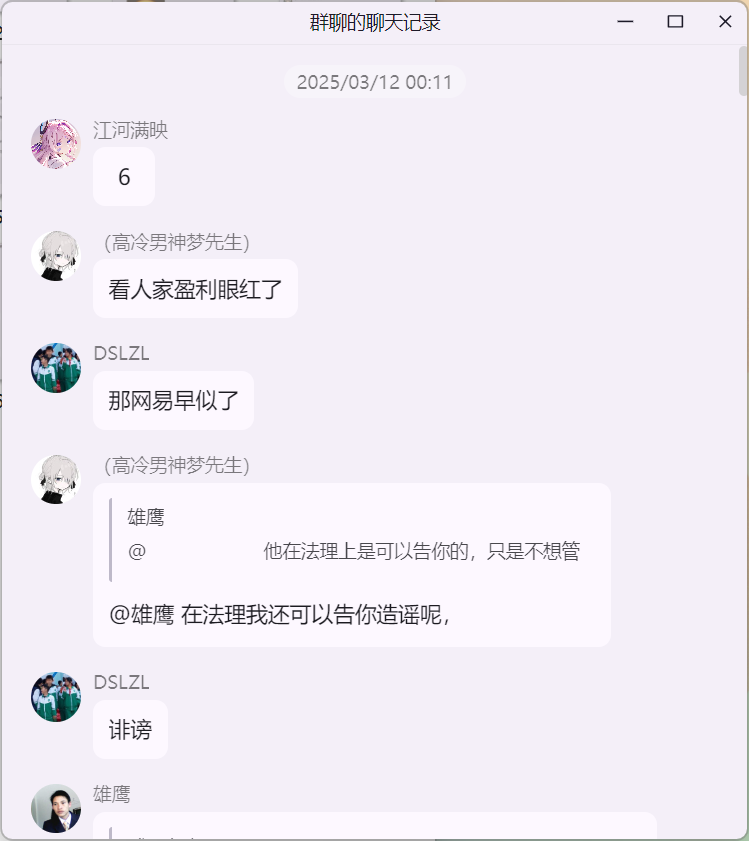 群聊的聊天记录
2025/03/12 00:11
江河满映
6
(高冷男神梦先生)
看人家盈利眼红了
DSLZL
那网易早似了
(高冷男神梦先生)
雄鹰
@ 他在法理上是可以告你的，只是不想管
@雄鹰 在法理我还可以告你造谣呢，
DSLZL
诽谤
雄鹰